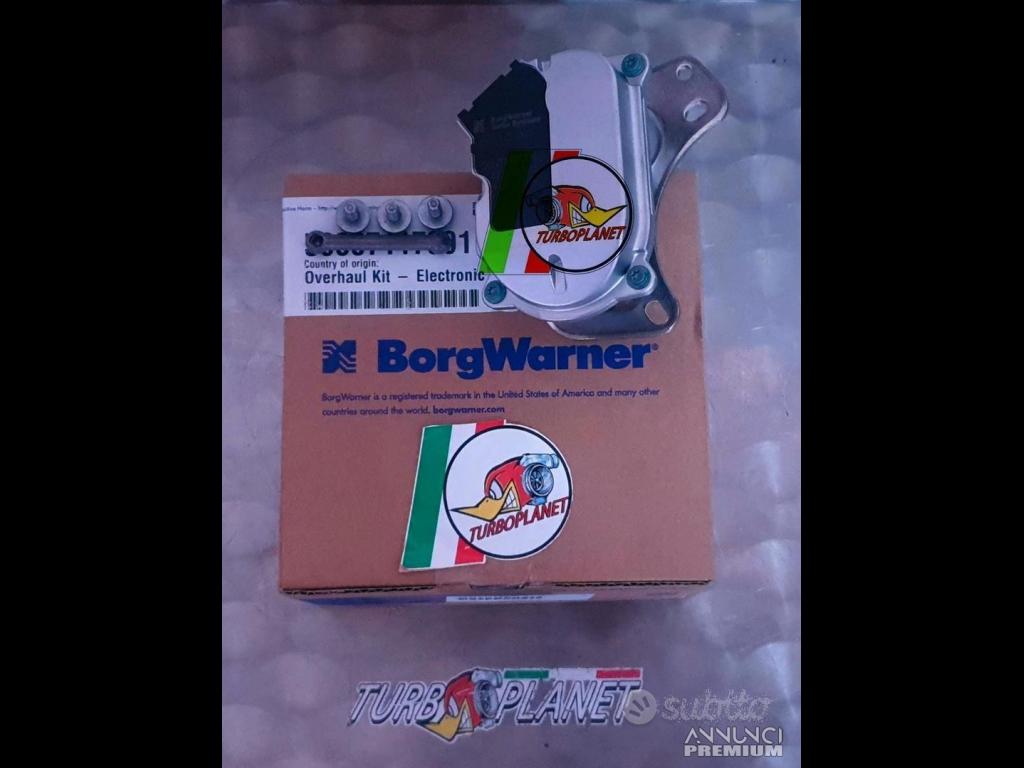 BorgWarner
TURBOPLANET
Country of origin:
Overhaul Kit – Electronic
BorgWarner
BorgWarner is a registered trademark in the United States of America and many other
countries around the world. borgwarner.com
TURBOPLANET
TURBOPLANET
subito
ANNUNCI
PREMIUM